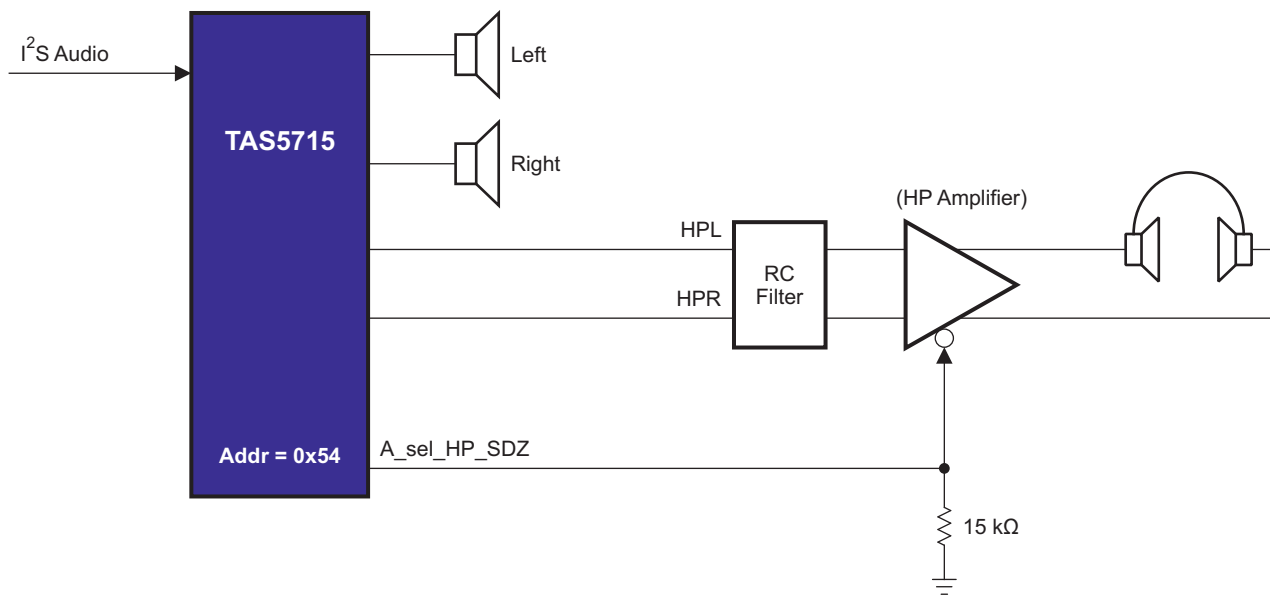 I²S Audio
TAS5715
Left
Right
(HP Amplifier)
HPL
RC
Filter
HPR
A_sel_HP_SDZ
Addr = 0x54
15 kΩ